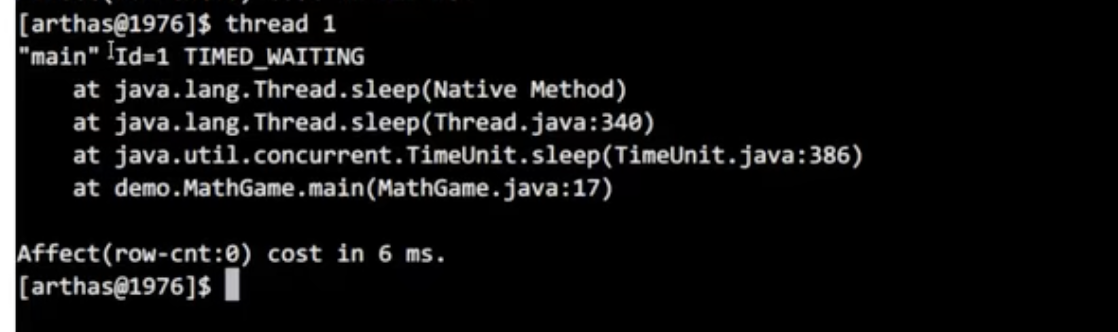 [arthas@1976]$ thread 1
"main" Id=1 TIMED_WAITING
    at java.lang.Thread.sleep(Native Method)
    at java.lang.Thread.sleep(Thread.java:340)
    at java.util.concurrent.TimeUnit.sleep(TimeUnit.java:386)
    at demo.MathGame.main(MathGame.java:17)

Affect(row-cnt:0) cost in 6 ms.
[arthas@1976]$